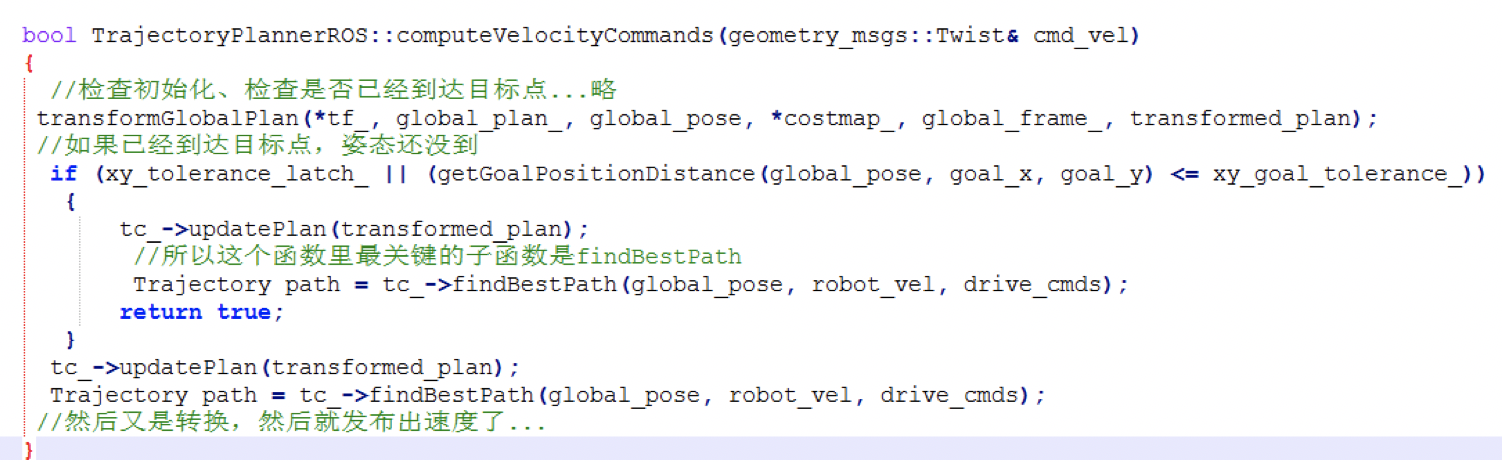 bool TrajectoryPlannerROS::computeVelocityCommands(geometry_msgs::Twist& cmd_vel)
{
//检查初始化、检查是否已经到达目标点...略
transformGlobalPlan(*tf_, global_plan_, global_pose, *costmap_, global_frame_, transformed_plan);
//如果已经到达目标点，姿态还没到
if (xy_tolerance_latch_ || (getGoalPositionDistance(global_pose, goal_x, goal_y) <= xy_goal_tolerance_))
{
tc_->updatePlan(transformed_plan);
//所以这个函数里最关键的子函数是findBestPath
Trajectory path = tc_->findBestPath(global_pose, robot_vel, drive_cmds);
return true;
}
tc_->updatePlan(transformed_plan);
Trajectory path = tc_->findBestPath(global_pose, robot_vel, drive_cmds);
//然后又是转换，然后就发布出速度了...
}